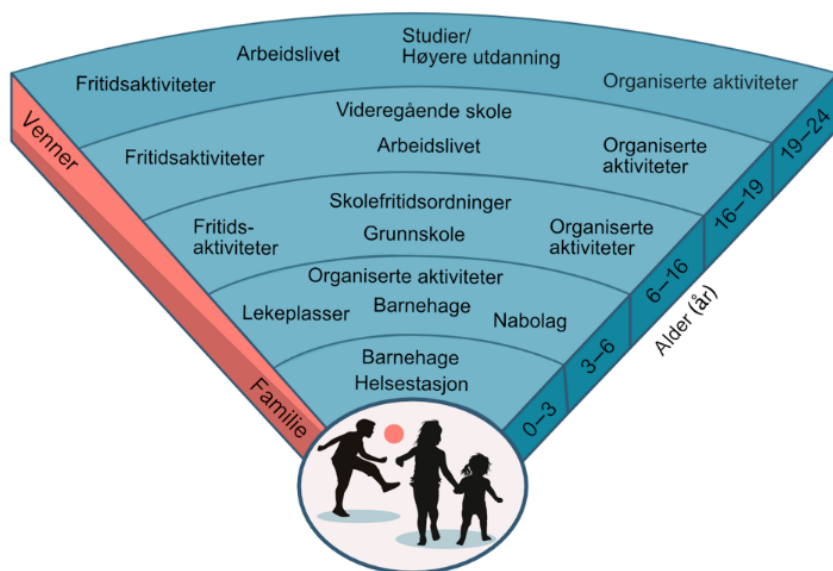 Studier/
Høyere utdanning
Arbeidslivet
Fritidsaktiviteter
Organiserte aktiviteter
Videregående skole
Arbeidslivet
Fritidsaktiviteter
Organiserte
aktiviteter
Skolefritidsordninger
Fritids-
aktiviteter
Grunnskole
Organiserte
aktiviteter
Organiserte aktiviteter
Lekeplasser
Barnehage
Nabolag
Barnehage
Helsestasjon
Venner
Familie
19–24
16–19
6–16
3–6
0–3
Alder (år)